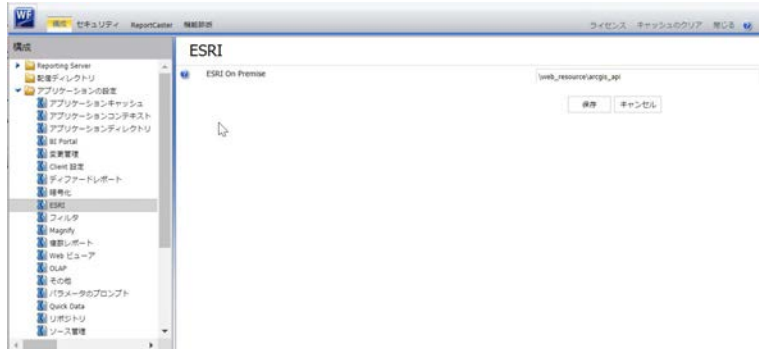 WF
構成 セキュリティ ReportCaster 機能診断
ライセンス キャッシュのクリア 閉じる
構成
Reporting Server
配信ディレクトリ
アプリケーションの設定
アプリケーションキャッシュ
アプリケーションコンテキスト
アプリケーションディレクトリ
BI Portal
変更管理
Client 設定
ディファードレポート
暗号化
ESRI
フィルタ
Magnify
複数レポート
Web ビューア
OLAP
その他
パラメータのプロンプト
Quick Data
リポジトリ
ソース管理
ESRI
ESRI On Premise
\web_resource\arcgis_api
保存 キャンセル